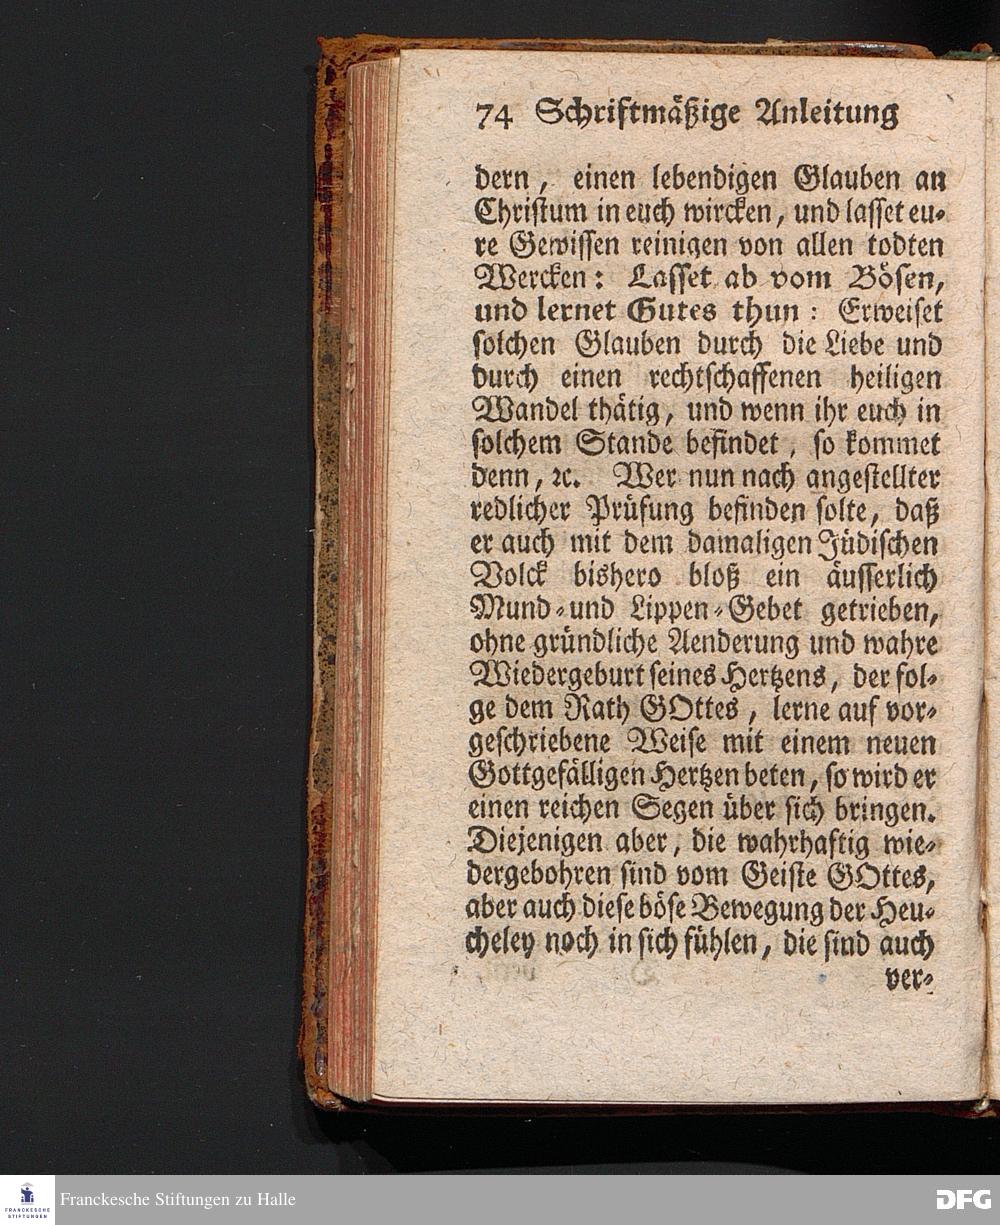 74 Schriftmäßige Anleitung
dern, einen lebendigen Glauben an
Christum in euch wircken, und lasset eu-
re Gewissen reinigen von allen todten
Wercken: Lasset ab vom Bösen,
und lernet Gutes thun: Erweiset
solchen Glauben durch die Liebe und
durch einen rechtschaffenen heiligen
Wandel thätig, und wenn ihr euch in
solchem Stande befindet, so kommet
denn, ꝛc. Wer nun nach angestellter
redlicher Prüfung befinden solte, daß
er auch mit dem damaligen Jüdischen
Volck bishero bloß ein äusserlich
Mund-und Lippen-Gebet getrieben,
ohne gründliche Aenderung und wahre
Wiedergeburt seines Hertzens, der fol-
ge dem Rath GOttes, lerne auf vor-
geschriebene Weise mit einem neuen
Gottgefälligen Hertzen beten, so wird er
einen reichen Segen über sich bringen.
Diejenigen aber, die wahrhaftig wie-
dergebohren sind vom Geiste GOttes,
aber auch diese böse Bewegung der Heu-
cheley noch in sich fühlen, die sind auch
ver-
FRANCKESCHE
STIFTUNGEN
Franckesche Stiftungen zu Halle
DFG